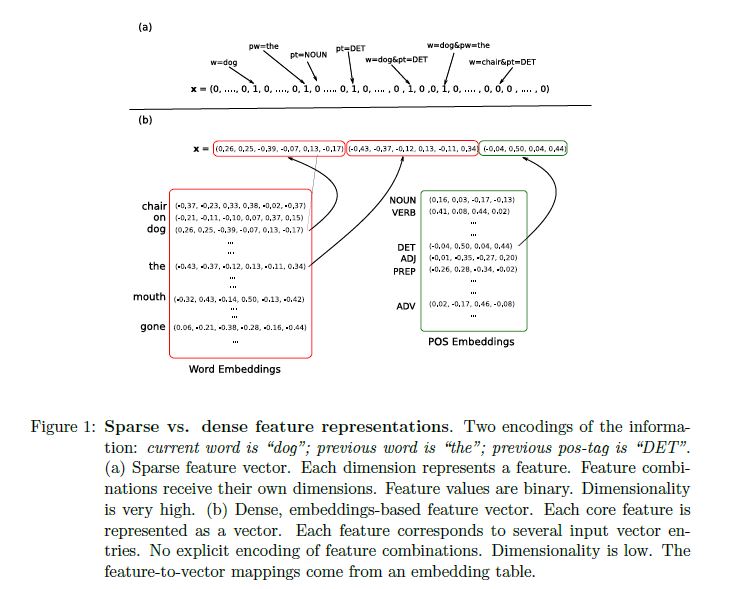 (a)
pw=the
w=dog&pw=the
pt=NOUN
pt=DET
w=dog
w=dog&pt=DET
w=chair&pt=DET
x = (0, ...., 0, 1, 0, ...., 0, 1, 0 ..... 0, 1, 0, .... , 0, 1, 0 ,0, 1, 0, .... , 0, 0, 0 , .... , 0)
(b)
x = (0.26, 0.25, -0.39, -0.07, 0.13, -0.17) (-0.43, -0.37, -0.12, 0.13, -0.11, 0.34) (-0.04, 0.50, 0.04, 0.44)
chair (-0.37, -0.23, 0.33, 0.38, -0.02, -0.37)
on (-0.21, -0.11, -0.10, 0.07, 0.37, 0.15)
dog (0.26, 0.25, -0.39, -0.07, 0.13, -0.17)
...
...
the (-0.43, -0.37, -0.12, 0.13, -0.11, 0.34)
...
...
mouth (-0.32, 0.43, -0.14, 0.50, -0.13, -0.42)
...
...
gone (0.06, -0.21, -0.38, -0.28, -0.16, -0.44)
...
Word Embeddings
NOUN (0.16, 0.03, -0.17, -0.13)
VERB (0.41, 0.08, 0.44, 0.02)
...
...
DET (-0.04, 0.50, 0.04, 0.44)
ADJ (-0.01, -0.35, -0.27, 0.20)
PREP (-0.26, 0.28, -0.34, -0.02)
...
...
ADV (0.02, -0.17, 0.46, -0.08)
...
POS Embeddings
Figure 1: Sparse vs. dense feature representations. Two encodings of the informa-
tion: current word is “dog”; previous word is “the”; previous pos-tag is “DET”.
(a) Sparse feature vector. Each dimension represents a feature. Feature combi-
nations receive their own dimensions. Feature values are binary. Dimensionality
is very high. (b) Dense, embeddings-based feature vector. Each core feature is
represented as a vector. Each feature corresponds to several input vector en-
tries. No explicit encoding of feature combinations. Dimensionality is low. The
feature-to-vector mappings come from an embedding table.